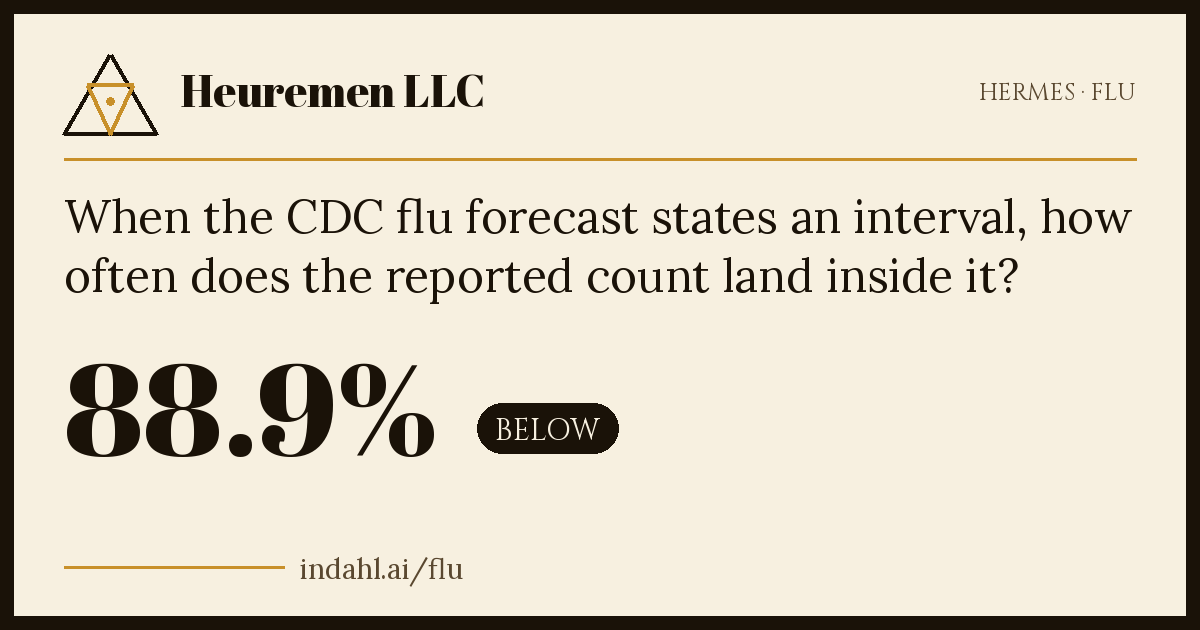 Heuremen LLC
HERMES · FLU
When the CDC flu forecast states an interval, how
often does the reported count land inside it?
88.9%
BELOW
indahl.ai/flu